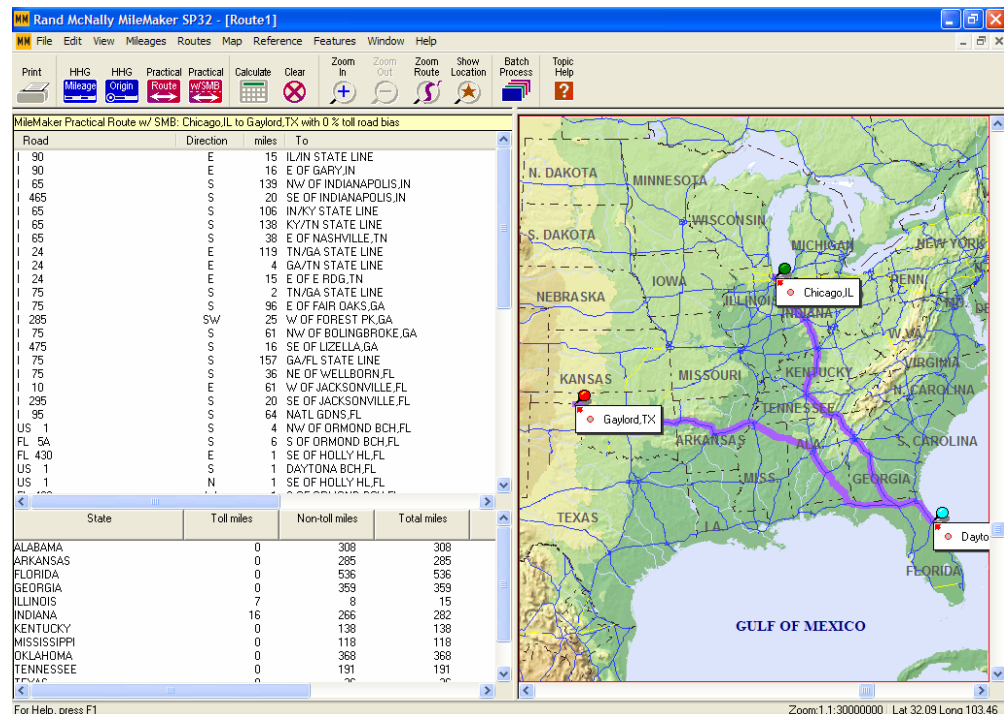 MM Rand McNally MileMaker SP32 - [Route1]
MM File Edit View Mileages Routes Map Reference Features Window Help
Print
HHG Mileage
HHG Origin
Practical Route
Practical w/SMB
Calculate
Clear
Zoom In
Zoom Out
Zoom Route
Show Location
Batch Process
Topic Help
MileMaker Practical Route w/ SMB: Chicago,IL to Gaylord,TX with 0 % toll road bias
Road Direction miles To
I 90 E 15 IL/IN STATE LINE
I 90 E 16 E OF GARY,IN
I 65 S 139 NW OF INDIANAPOLIS,IN
I 465 S 20 SE OF INDIANAPOLIS,IN
I 65 S 106 IN/KY STATE LINE
I 65 S 138 KY/TN STATE LINE
I 65 S 38 E OF NASHVILLE,TN
I 24 E 119 TN/GA STATE LINE
I 24 E 4 GA/TN STATE LINE
I 24 E 15 E OF E RDG,TN
I 75 S 2 TN/GA STATE LINE
I 75 S 96 E OF FAIR OAKS,GA
I 285 SW 25 W OF FOREST PK,GA
I 75 S 61 NW OF BOLINGBROKE,GA
I 475 S 16 SE OF LIZELLA,GA
I 75 S 157 GA/FL STATE LINE
I 75 S 36 NE OF WELLBORN,FL
I 10 E 61 W OF JACKSONVILLE,FL
I 295 S 20 SE OF JACKSONVILLE,FL
I 95 S 64 NATL GDNS,FL
US 1 S 4 NW OF ORMOND BCH,FL
FL 5A S 6 S OF ORMOND BCH,FL
FL 430 E 1 SE OF HOLLY HL,FL
US 1 S 1 DAYTONA BCH,FL
US 1 N 1 SE OF HOLLY HL,FL
State Toll miles Non-toll miles Total miles
ALABAMA 0 308 308
ARKANSAS 0 285 285
FLORIDA 0 536 536
GEORGIA 0 359 359
ILLINOIS 7 8 15
INDIANA 16 266 282
KENTUCKY 0 138 138
MISSISSIPPI 0 118 118
OKLAHOMA 0 368 368
TENNESSEE 0 191 191
N. DAKOTA
MINNESOTA
WISCONSIN
S. DAKOTA
MICHIGAN
NEW YORK
IOWA
PENN.
NEBRASKA
Chicago,IL
ILLINOIS
INDIANA
MD.
DE
W.VA.
VIRGINIA
KANSAS
MISSOURI
KENTUCKY
N. CAROLINA
Gaylord,TX
TENNESSEE
ARKANSAS
S. CAROLINA
ALA.
MISS.
GEORGIA
TEXAS
LA.
Dayto
FLORIDA
GULF OF MEXICO
For Help, press F1
Zoom:1.1:30000000 Lat 32.09 Long 103.46